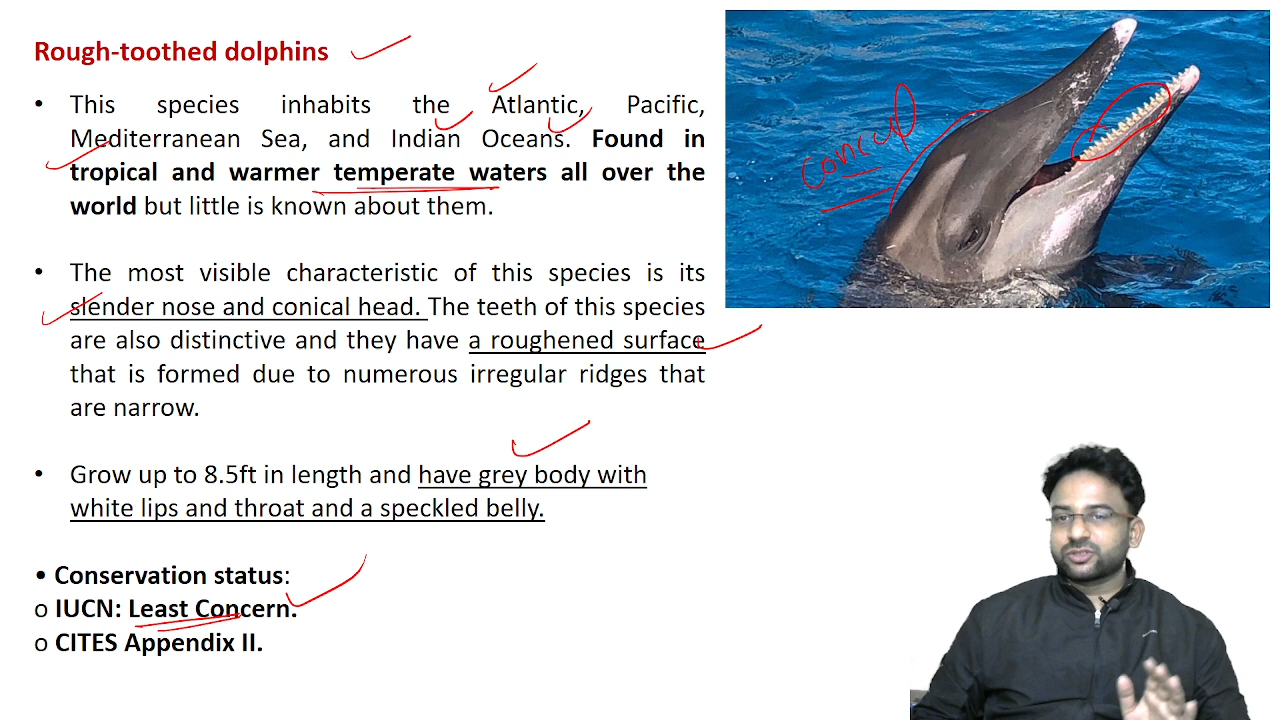 Rough-toothed dolphins
• This species inhabits the Atlantic, Pacific,
Mediterranean Sea, and Indian Oceans. Found in
tropical and warmer temperate waters all over the
world but little is known about them.
• The most visible characteristic of this species is its
slender nose and conical head. The teeth of this species
are also distinctive and they have a roughened surface
that is formed due to numerous irregular ridges that
are narrow.
• Grow up to 8.5ft in length and have grey body with
white lips and throat and a speckled belly.
• Conservation status:
o IUCN: Least Concern.
o CITES Appendix II.